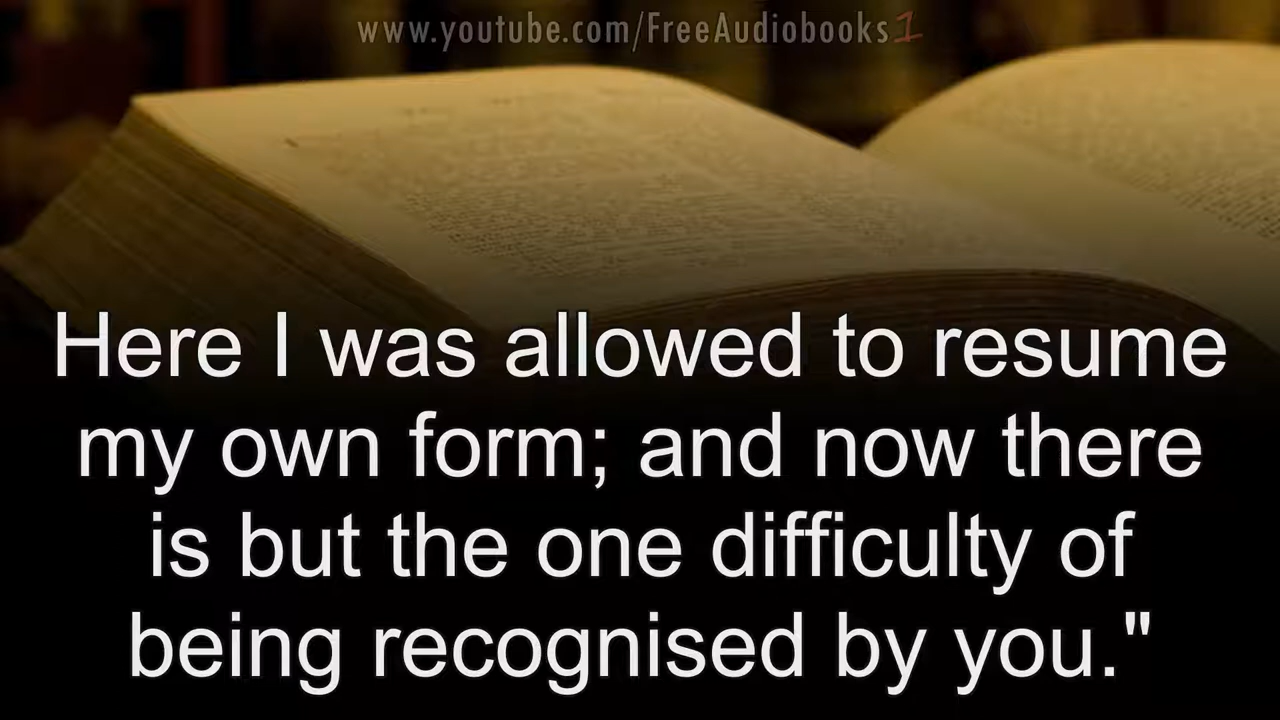 www.youtube.com/FreeAudiobooks1
Here I was allowed to resume
my own form; and now there
is but the one difficulty of
being recognised by you."